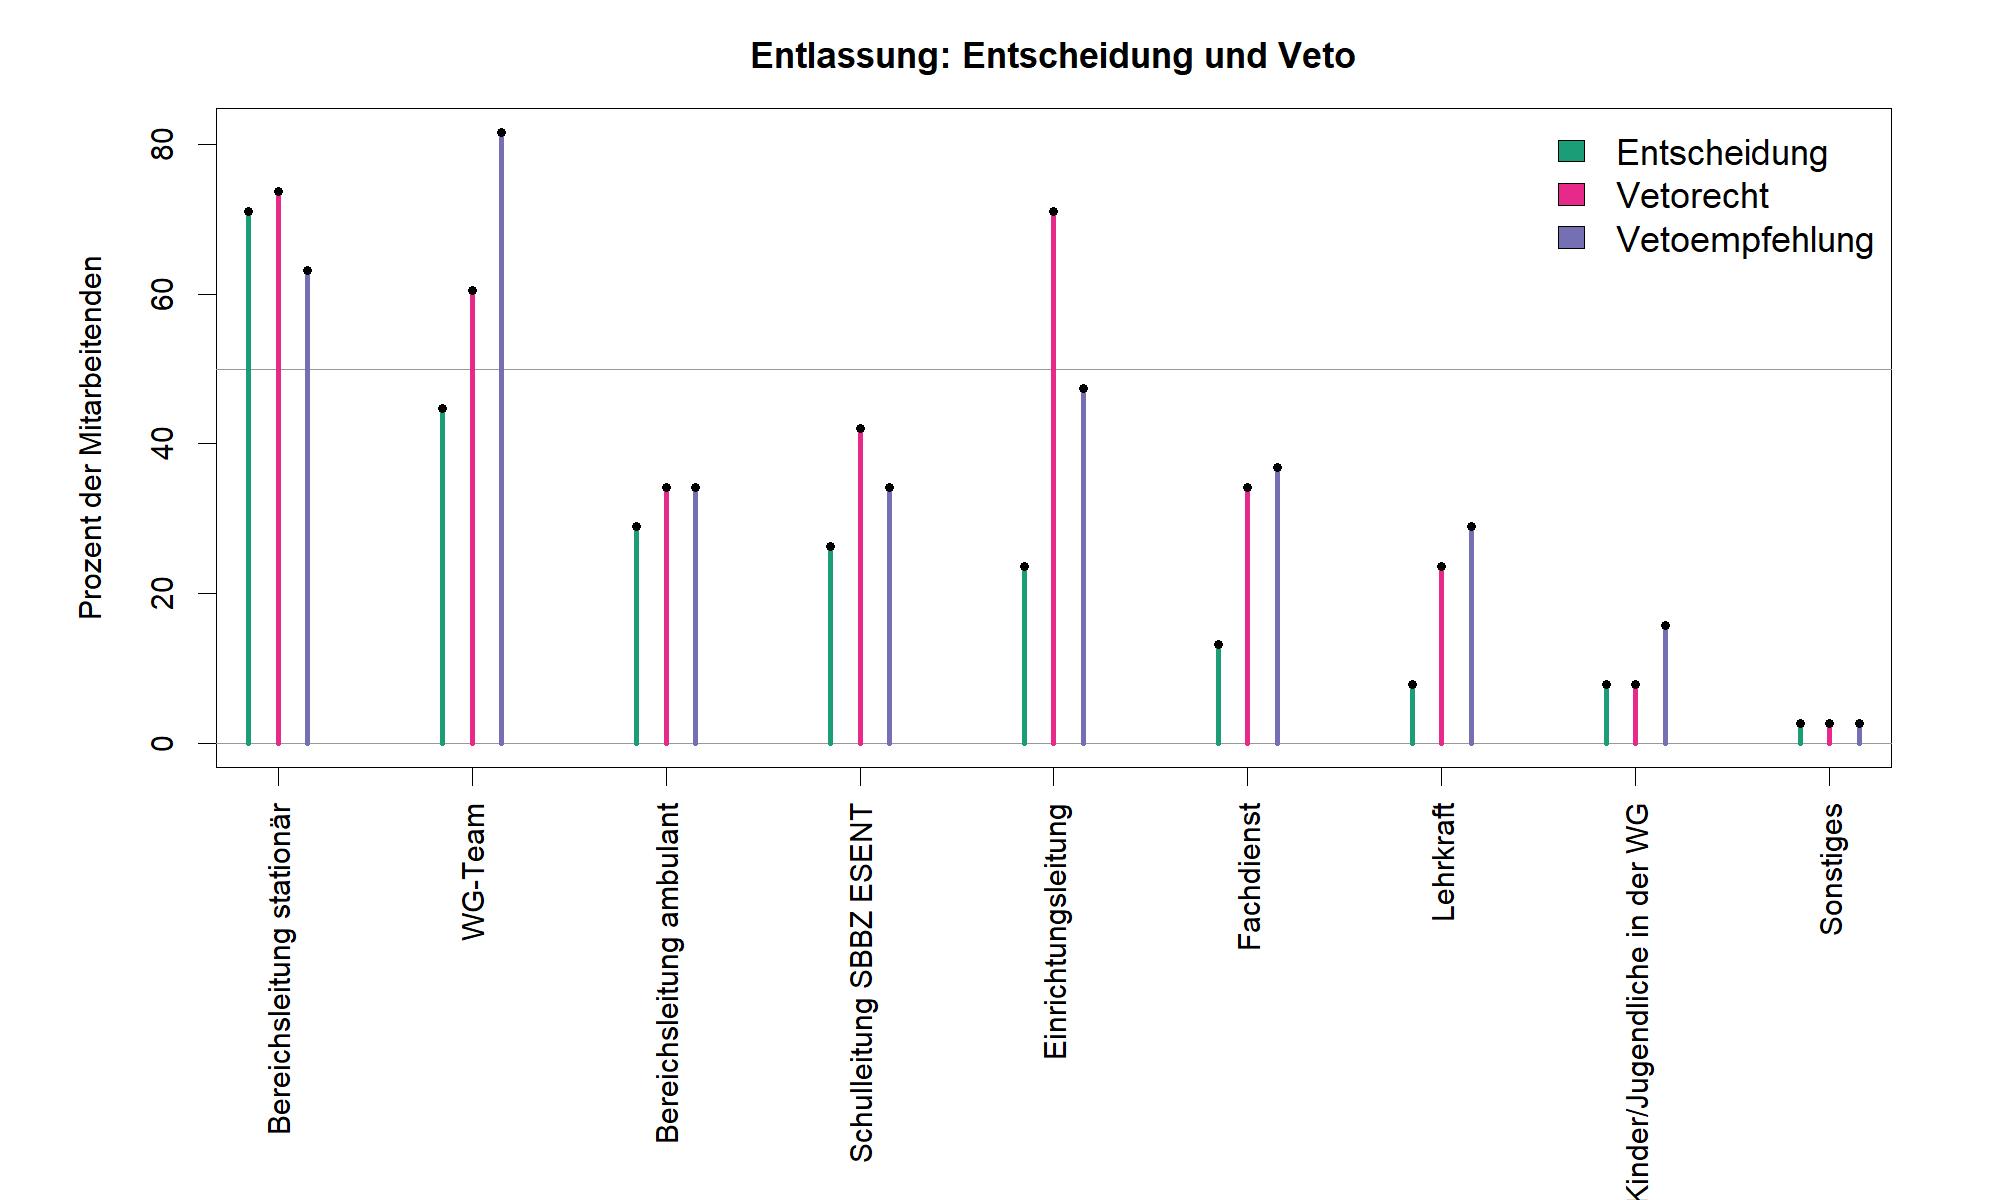 Entlassung: Entscheidung und Veto
Entscheidung
Vetorecht
Vetoempfehlung
Prozent der Mitarbeitenden
80
60
40
20
0
Bereichsleitung stationär
WG-Team
Bereichsleitung ambulant
Schulleitung SBBZ ESENT
Einrichtungsleitung
Fachdienst
Lehrkraft
Kinder/Jugendliche in der WG
Sonstiges